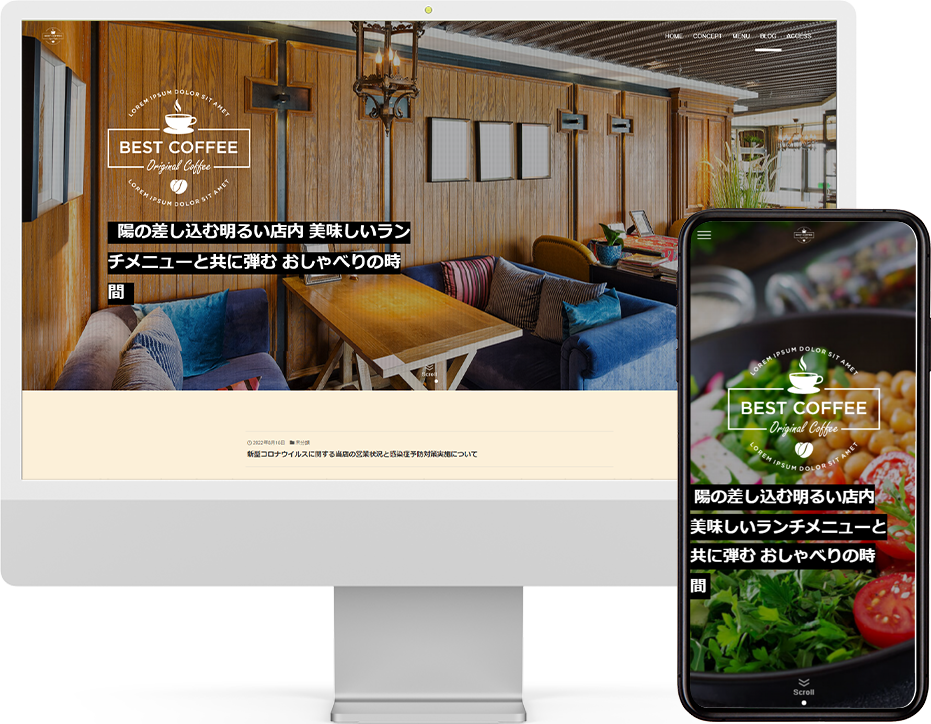 HOME CONCEPT MENU BLOG ACCESS
LOREM IPSUM DOLOR SIT AMET
BEST COFFEE
Original Coffee
LOREM IPSUM DOLOR SIT AMET
陽の差し込む明るい店内 美味しいラン
チメニューと共に弾む おしゃべりの時
間
Scroll
2022年8月10日 未分類
新型コロナウイルスに関する当店の営業状況と感染症予防対策実施について
LOREM IPSUM DOLOR SIT AMET
BEST COFFEE
Original Coffee
LOREM IPSUM DOLOR SIT AMET
陽の差し込む明るい店内
美味しいランチメニューと
共に弾む おしゃべりの時
間
Scroll